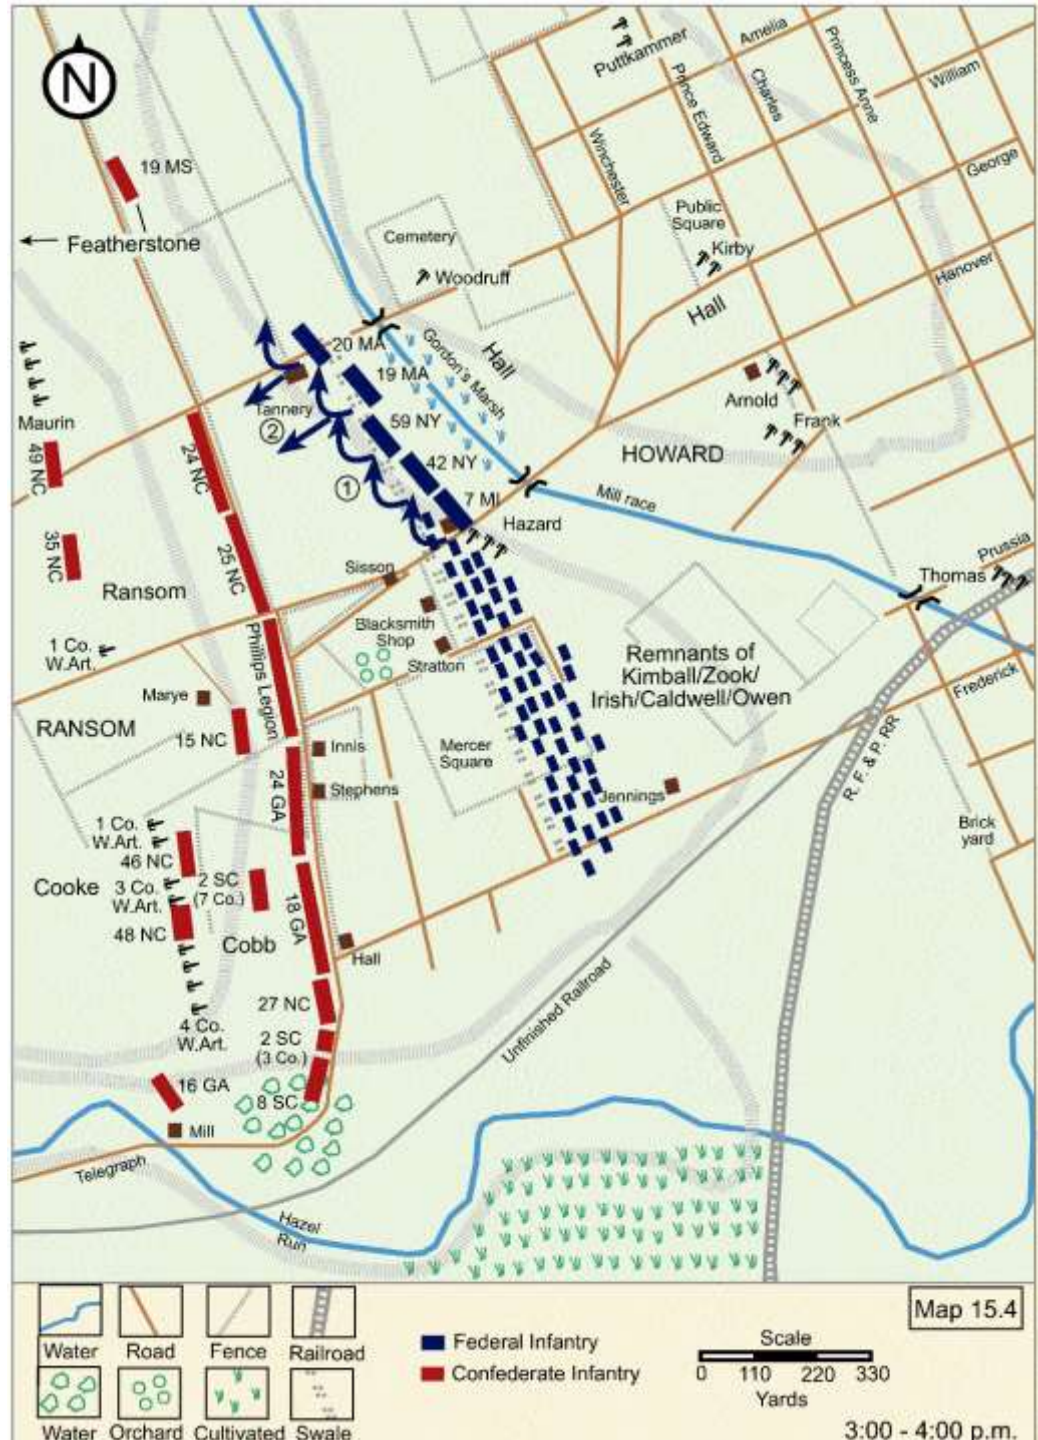 N
Puttkammer
Amelia
Prince Edward
Charles
Princess Anne
William
George
Winchester
Public
Square
Kirby
Hanover
19 MS
Featherstone
Cemetery
Woodruff
Hall
Hall
20 MA
Gordon's Marsh
19 MA
59 NY
42 NY
7 MI
Tannery
2
1
Maurin
49 NC
24 NC
Arnold
Frank
HOWARD
Hazard
Mill race
Prussia
Thomas
35 NC
25 NC
Ransom
Sisson
Blacksmith
Shop
Stratton
1 Co.
W.Art.
Phillips Legion
Marye
RANSOM
15 NC
Innis
Stephens
Mercer
Square
Remnants of
Kimball/Zook/
Irish/Caldwell/Owen
Frederick
R. F. & P. RR
Jennings
Brick
yard
24 GA
1 Co.
W.Art.
46 NC
Cooke
3 Co.
W.Art.
2 SC
(7 Co.)
48 NC
18 GA
Cobb
Hall
27 NC
4 Co.
W.Art.
2 SC
(3 Co.)
16 GA
8 SC
Mill
Telegraph
Unfinished Railroad
Hazel
Run
Water
Road
Fence
Railroad
Water
Orchard
Cultivated
Swale
Federal Infantry
Confederate Infantry
Map 15.4
Scale
0 110 220 330
Yards
3:00 - 4:00 p.m.